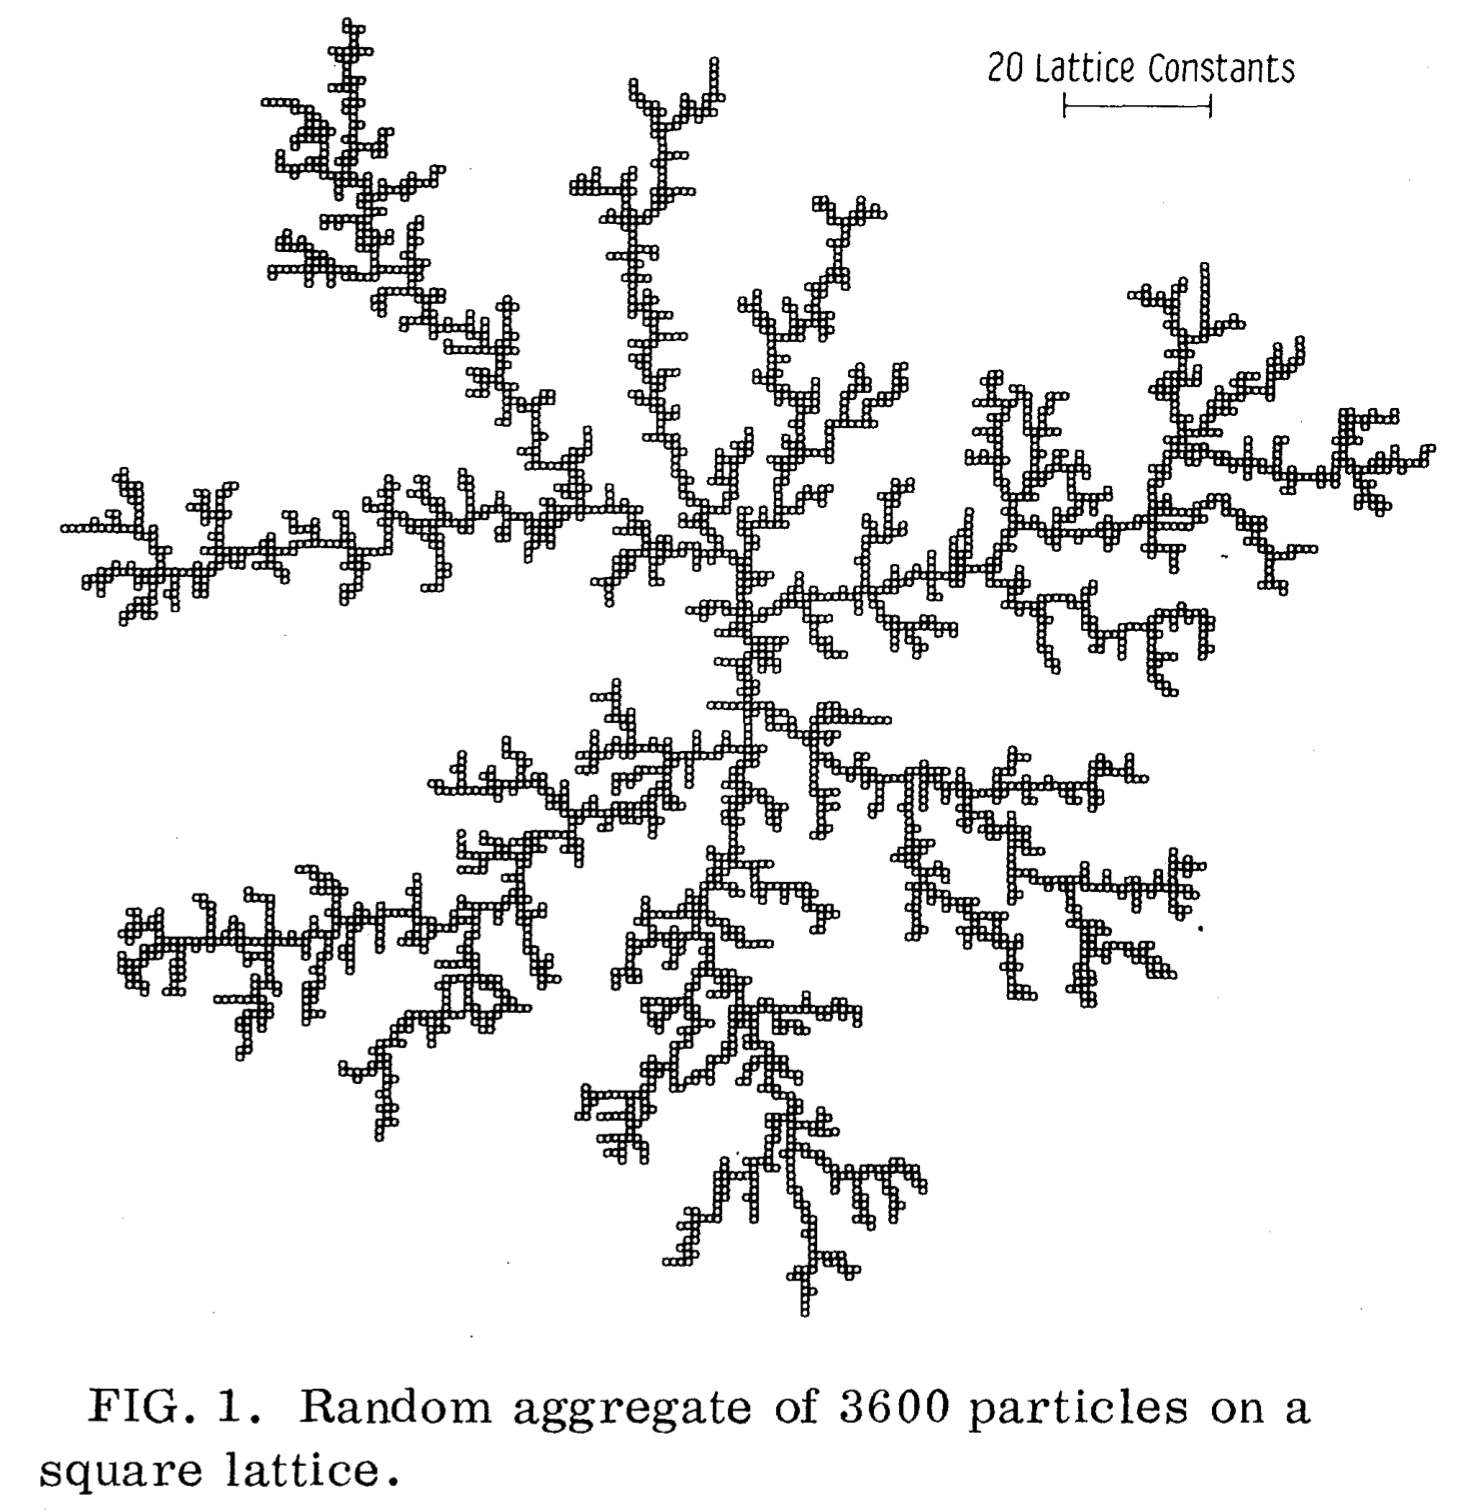 20 Lattice Constants
FIG. 1. Random aggregate of 3600 particles on a
square lattice.